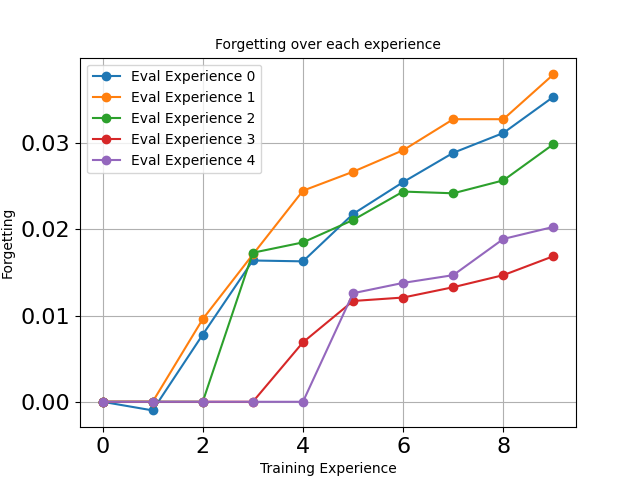 Forgetting over each experience
Eval Experience 0
Eval Experience 1
Eval Experience 2
Eval Experience 3
Eval Experience 4
0.03
0.02
0.01
0.00
Forgetting
0 2 4 6 8
Training Experience